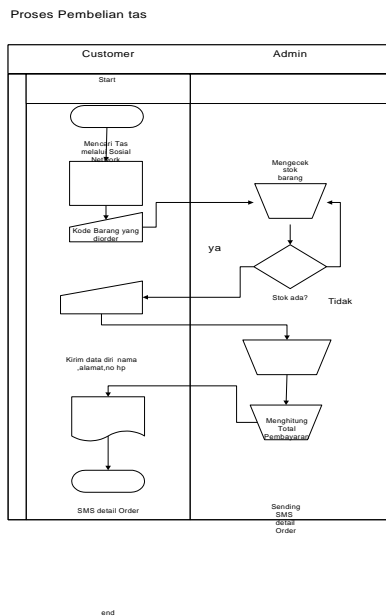 Proses Pembelian tas
Customer
Admin
Start
Mencari Tas
melalui Sosial
Network
Mengecek
stok
barang
Kode Barang yang
diorder
ya
Stok ada?
Tidak
Kirim data diri nama
,alamat,no hp
Menghitung
Total
Pembayaran
SMS detail Order
Sending
SMS
detail
Order
end